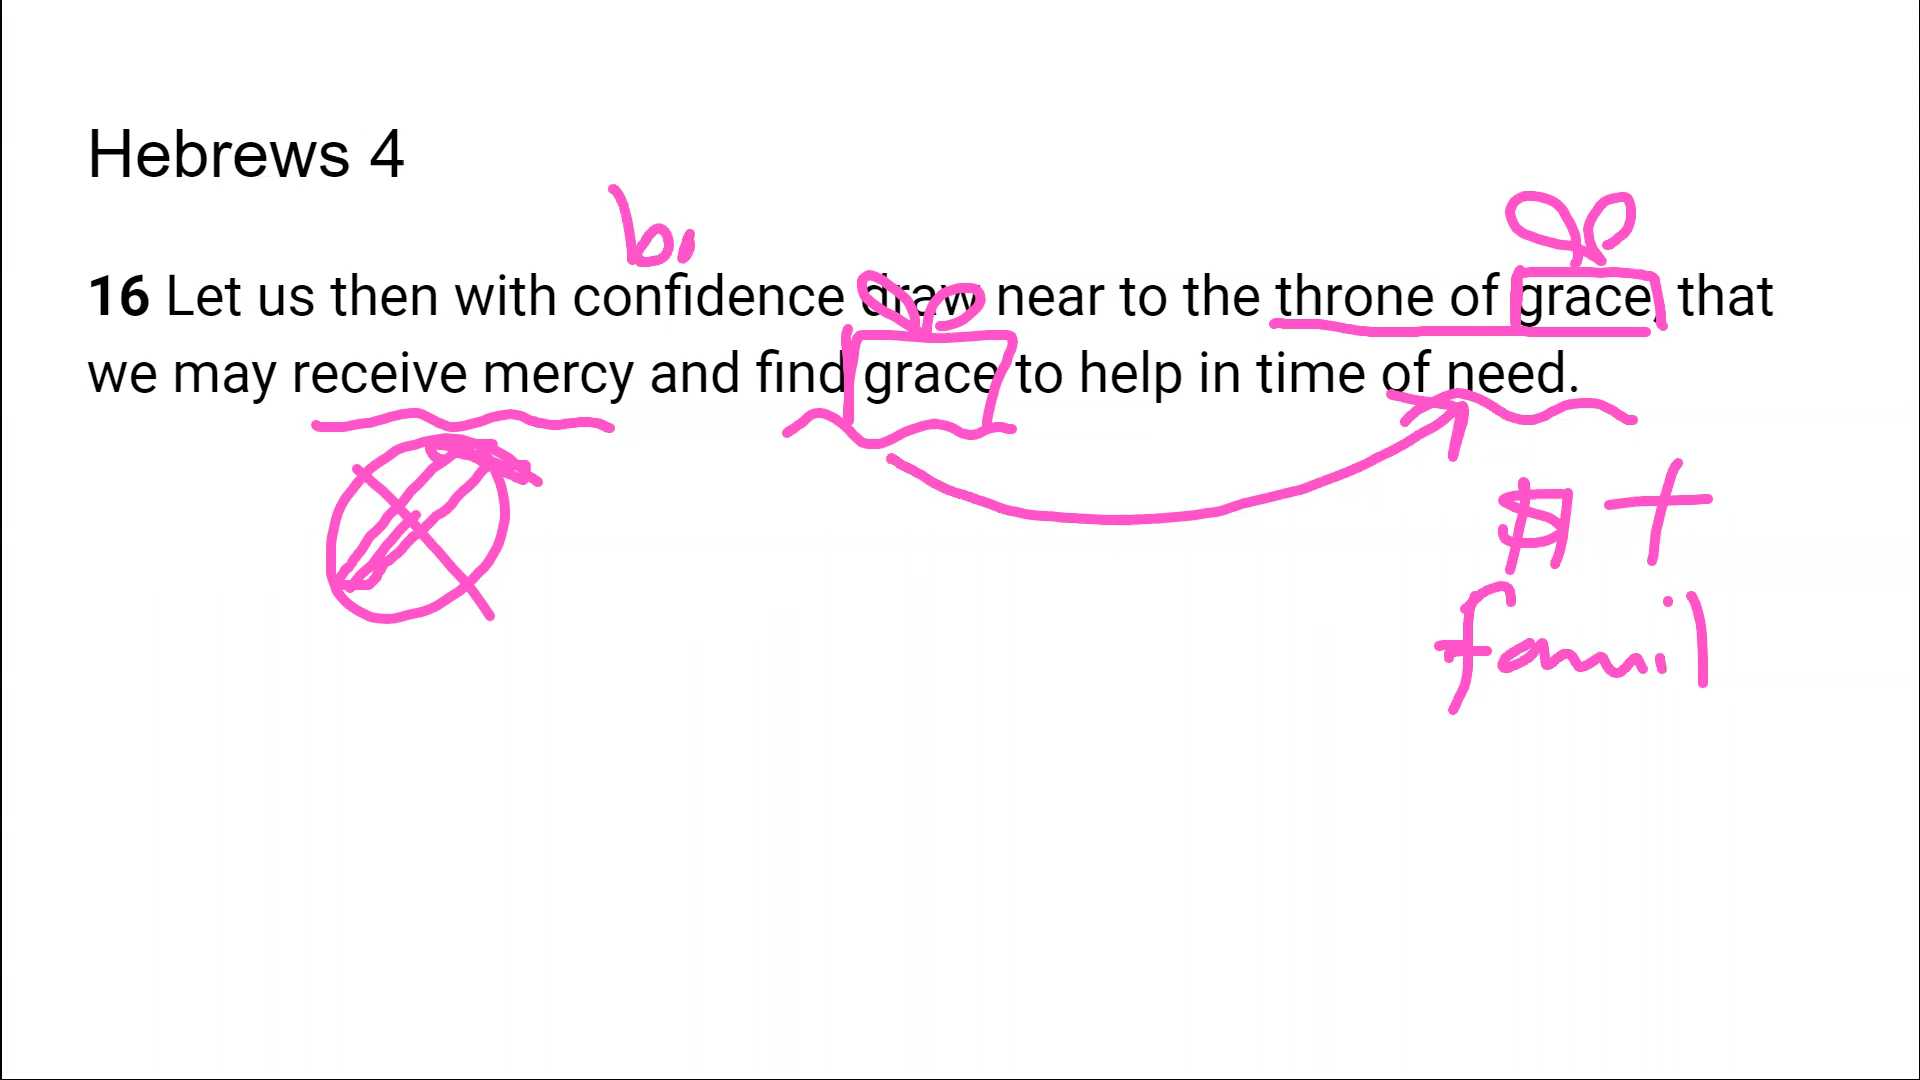 Hebrews 4
b
16 Let us then with confidence draw near to the throne of grace, that
we may receive mercy and find grace to help in time of need.
$ +
famil